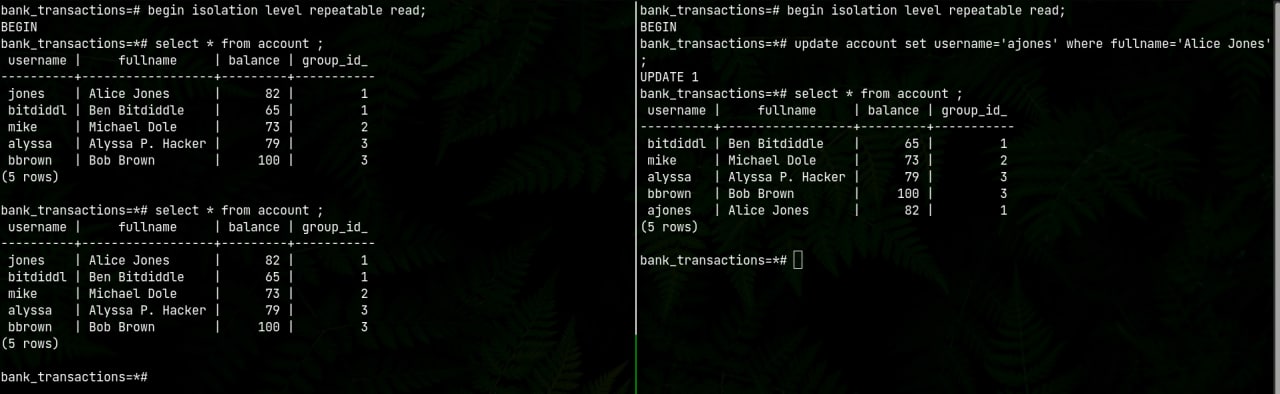 bank_transactions=# begin isolation level repeatable read;
BEGIN
bank_transactions=*# select * from account ;
 username |     fullname     | balance | group_id_
----------+------------------+---------+-----------
 jones    | Alice Jones      |      82 |         1
 bitdiddl | Ben Bitdiddle    |      65 |         1
 mike     | Michael Dole     |      73 |         2
 alyssa   | Alyssa P. Hacker |      79 |         3
 bbrown   | Bob Brown        |     100 |         3
(5 rows)

bank_transactions=*# select * from account ;
 username |     fullname     | balance | group_id_
----------+------------------+---------+-----------
 jones    | Alice Jones      |      82 |         1
 bitdiddl | Ben Bitdiddle    |      65 |         1
 mike     | Michael Dole     |      73 |         2
 alyssa   | Alyssa P. Hacker |      79 |         3
 bbrown   | Bob Brown        |     100 |         3
(5 rows)

bank_transactions=*#
bank_transactions=# begin isolation level repeatable read;
BEGIN
bank_transactions=*# update account set username='ajones' where fullname='Alice Jones'
;
UPDATE 1
bank_transactions=*# select * from account ;
 username |     fullname     | balance | group_id_
----------+------------------+---------+-----------
 bitdiddl | Ben Bitdiddle    |      65 |         1
 mike     | Michael Dole     |      73 |         2
 alyssa   | Alyssa P. Hacker |      79 |         3
 bbrown   | Bob Brown        |     100 |         3
 ajones   | Alice Jones      |      82 |         1
(5 rows)

bank_transactions=*#